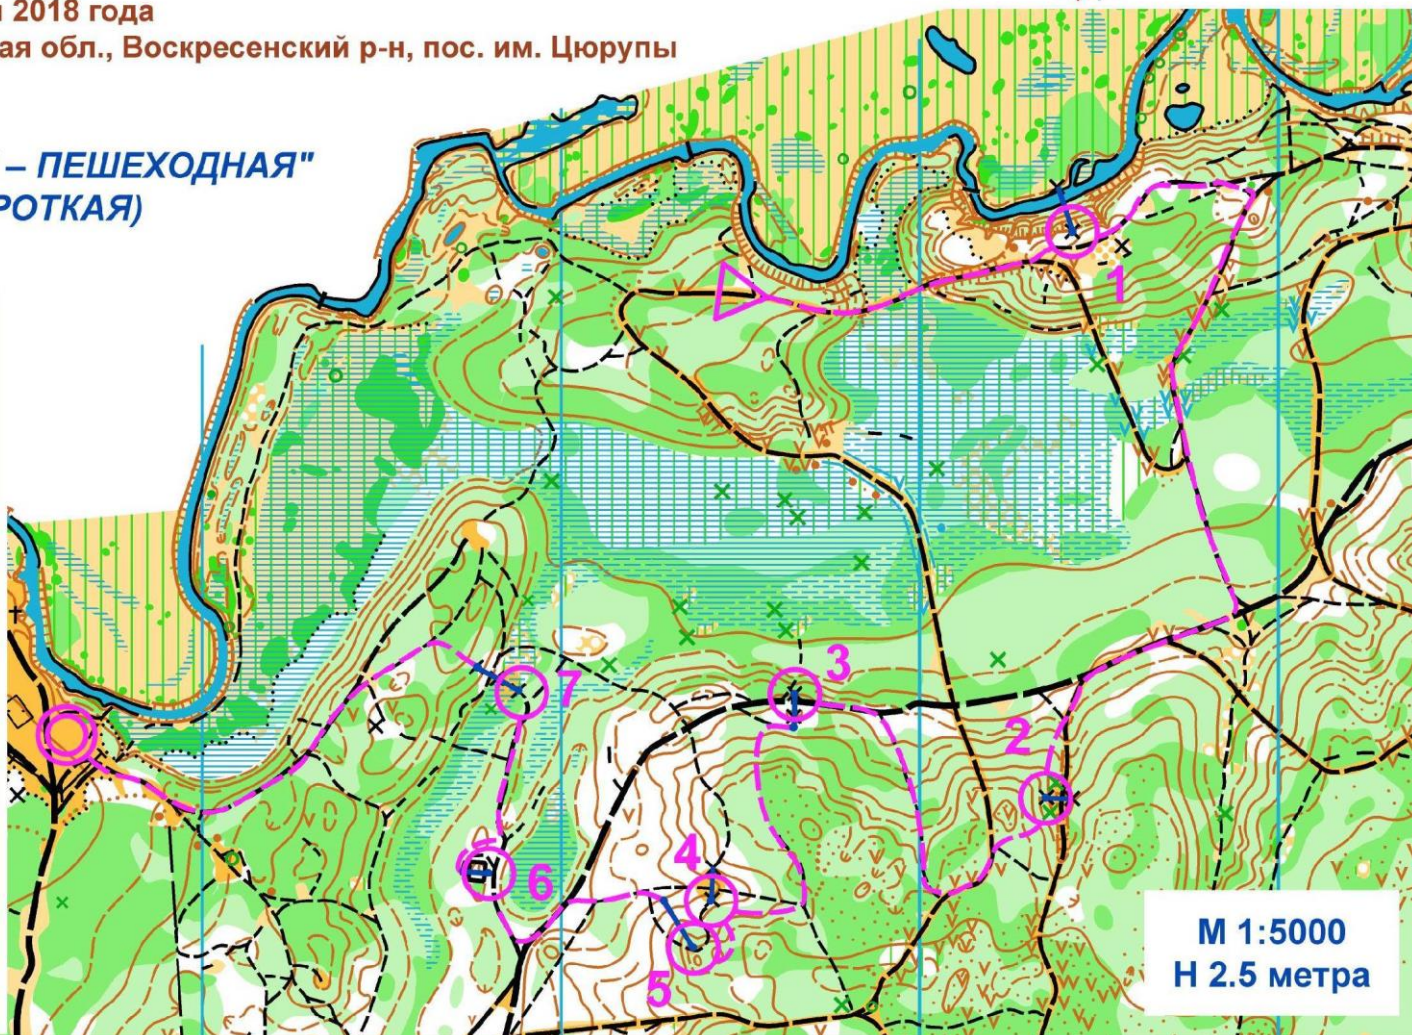 2018 года
ая обл., Воскресенский р-н, пос. им. Цюрупы
– ПЕШЕХОДНАЯ"
РОТКАЯ)
1
3
7
2
4
6
5
М 1:5000
Н 2.5 метра